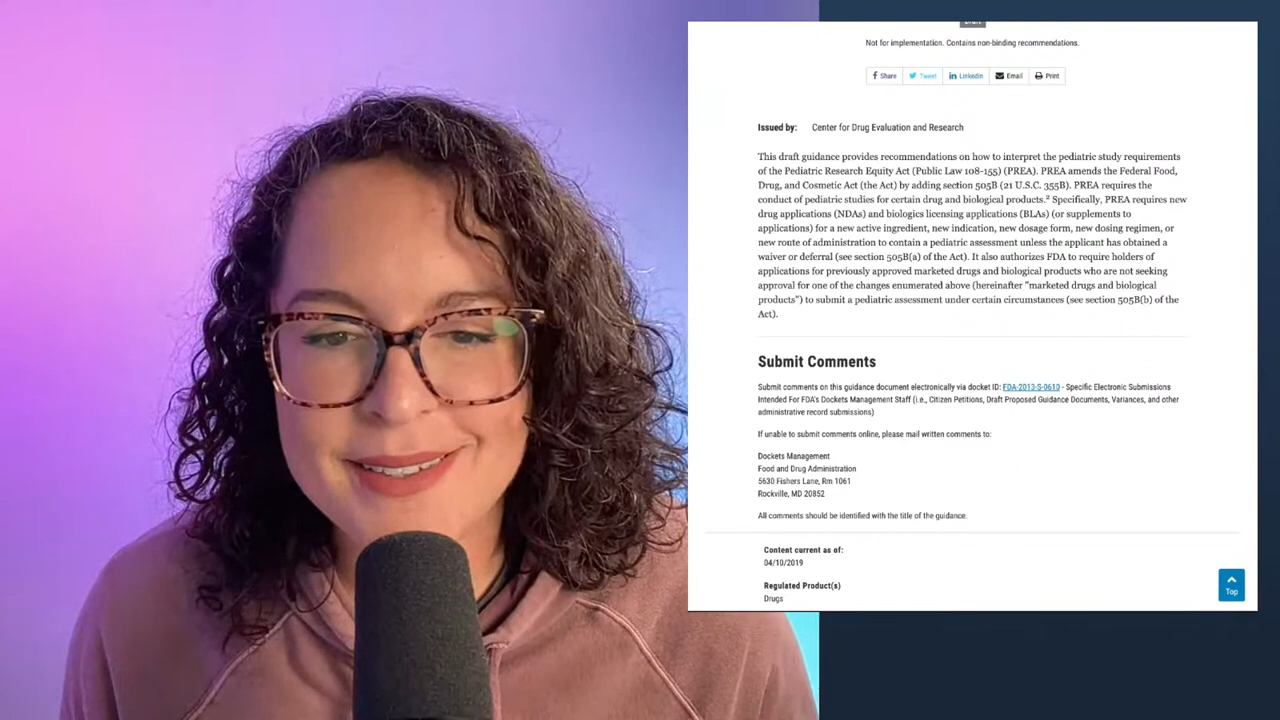 Not for implementation. Contains non-binding recommendations.
Share Tweet Linkedin Email Print
Issued by: Center for Drug Evaluation and Research
This draft guidance provides recommendations on how to interpret the pediatric study requirements
of the Pediatric Research Equity Act (Public Law 108-155) (PREA). PREA amends the Federal Food,
Drug, and Cosmetic Act (the Act) by adding section 505B (21 U.S.C. 355B). PREA requires the
conduct of pediatric studies for certain drug and biological products.² Specifically, PREA requires new
drug applications (NDAs) and biologics licensing applications (BLAs) (or supplements to
applications) for a new active ingredient, new indication, new dosage form, new dosing regimen, or
new route of administration to contain a pediatric assessment unless the applicant has obtained a
waiver or deferral (see section 505B(a) of the Act). It also authorizes FDA to require holders of
applications for previously approved marketed drugs and biological products who are not seeking
approval for one of the changes enumerated above (hereinafter "marketed drugs and biological
products") to submit a pediatric assessment under certain circumstances (see section 505B(b) of the
Act).
Submit Comments
Submit comments on this guidance document electronically via docket ID: FDA-2013-S-0610 - Specific Electronic Submissions
Intended For FDA's Dockets Management Staff (i.e., Citizen Petitions, Draft Proposed Guidance Documents, Variances, and other
administrative record submissions)
If unable to submit comments online, please mail written comments to:
Dockets Management
Food and Drug Administration
5630 Fishers Lane, Rm 1061
Rockville, MD 20852
All comments should be identified with the title of the guidance.
Content current as of:
04/10/2019
Regulated Product(s)
Drugs
Top